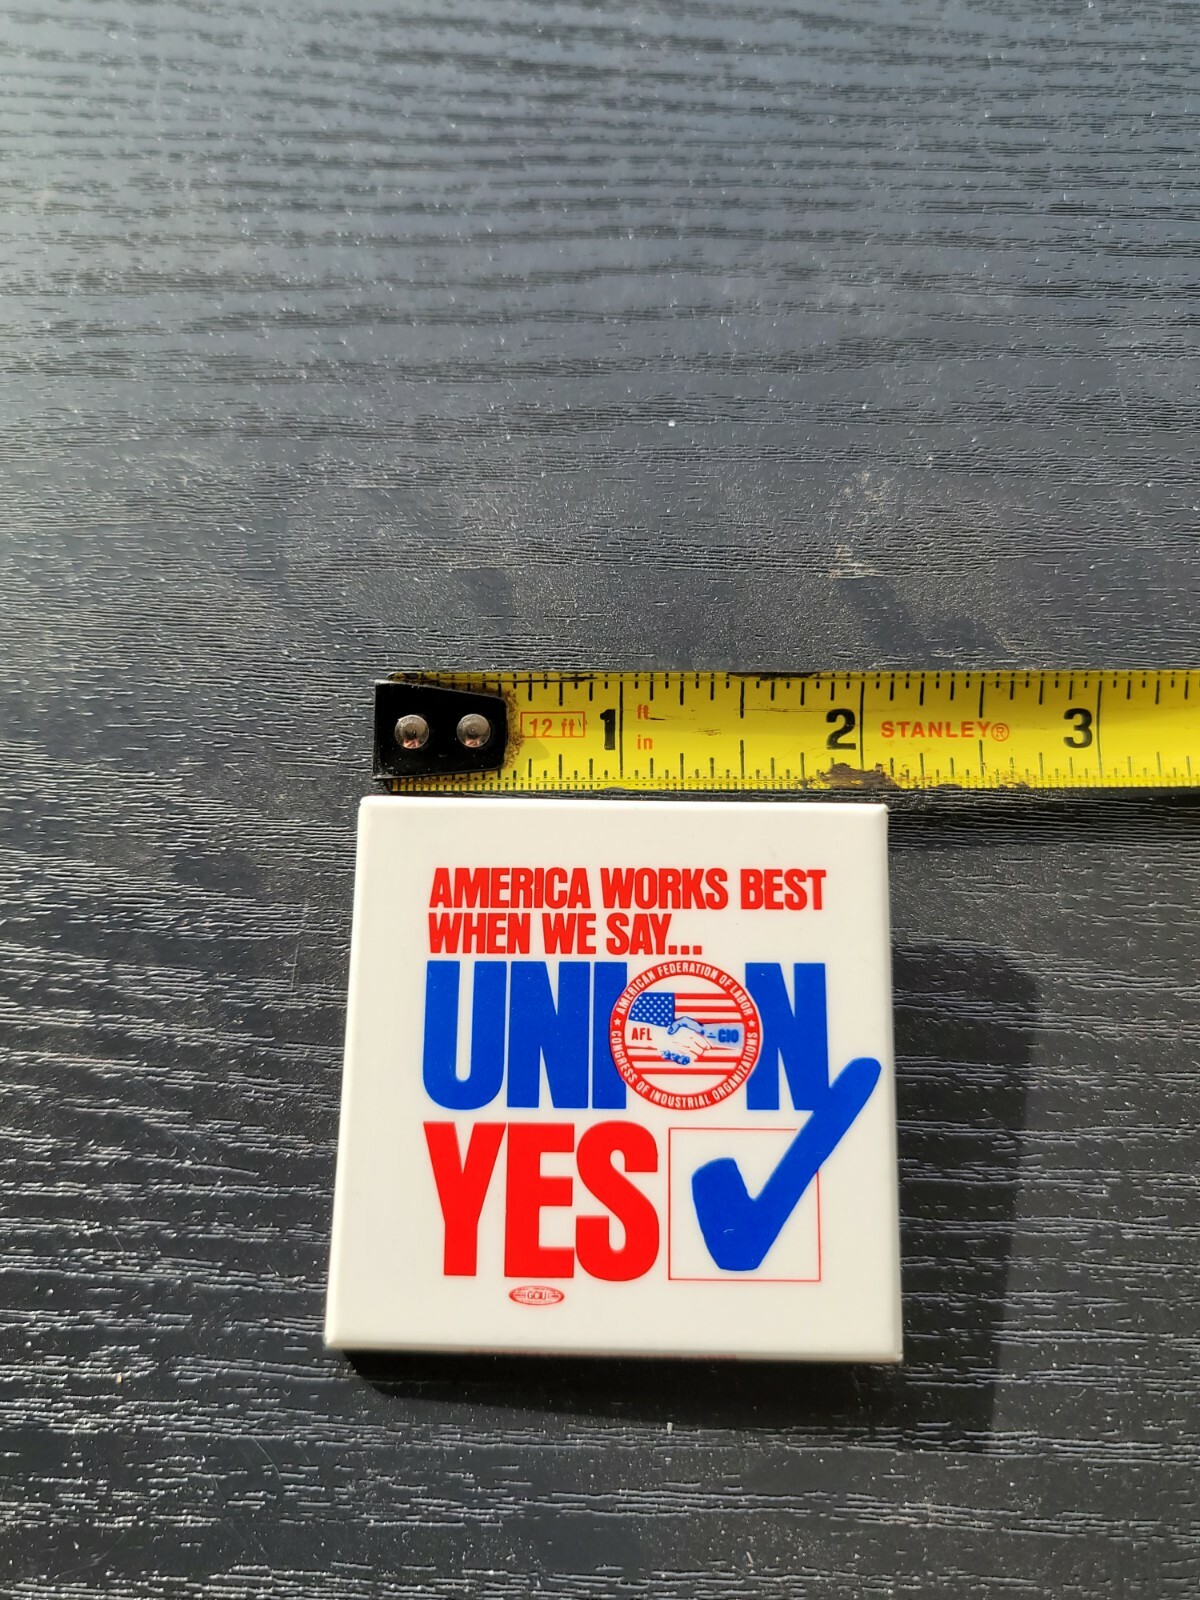 12 ft 1 ft 2 STANLEY® 3
in
AMERICA WORKS BEST
WHEN WE SAY...
UNION
AMERICAN FEDERATION OF LABOR
AFL - CIO
CONGRESS OF INDUSTRIAL ORGANIZATIONS
YES
GCIU